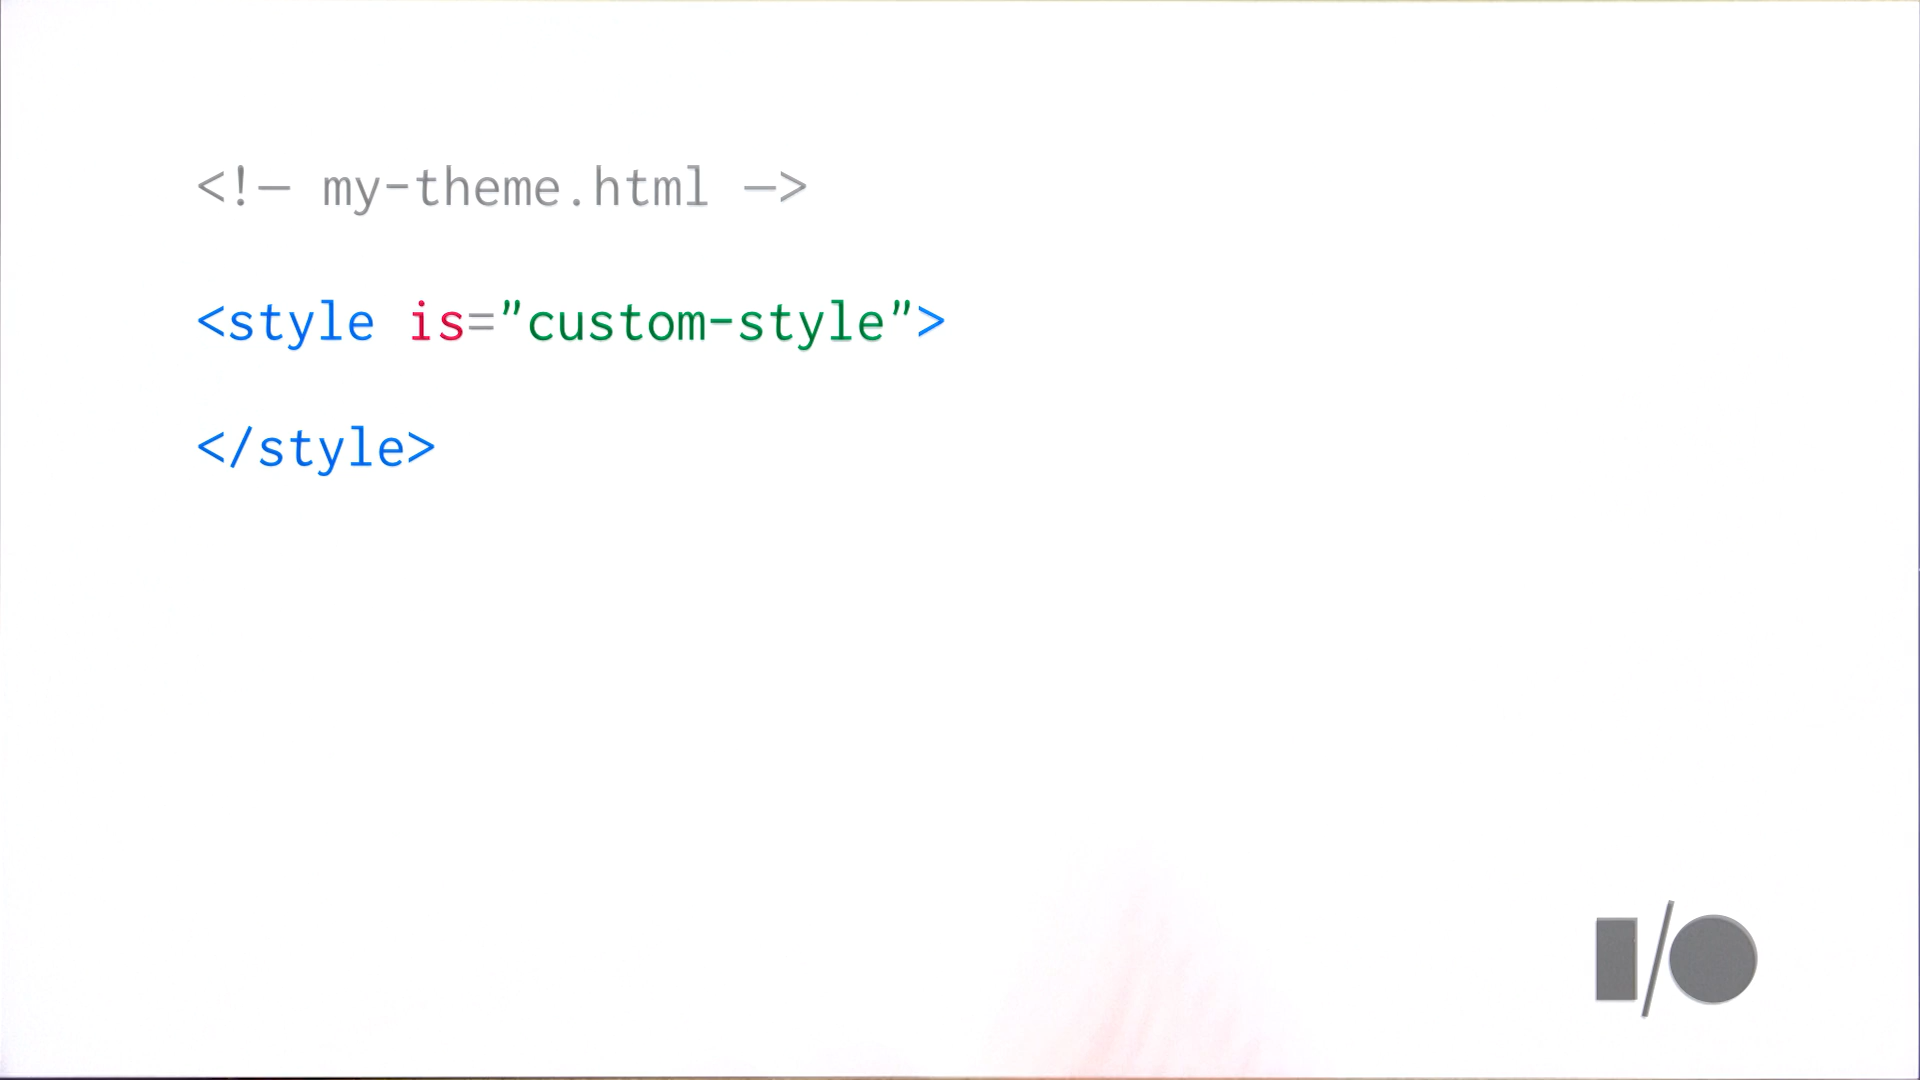 <!— my-theme.html —>
<style is="custom-style">
</style>
I/O